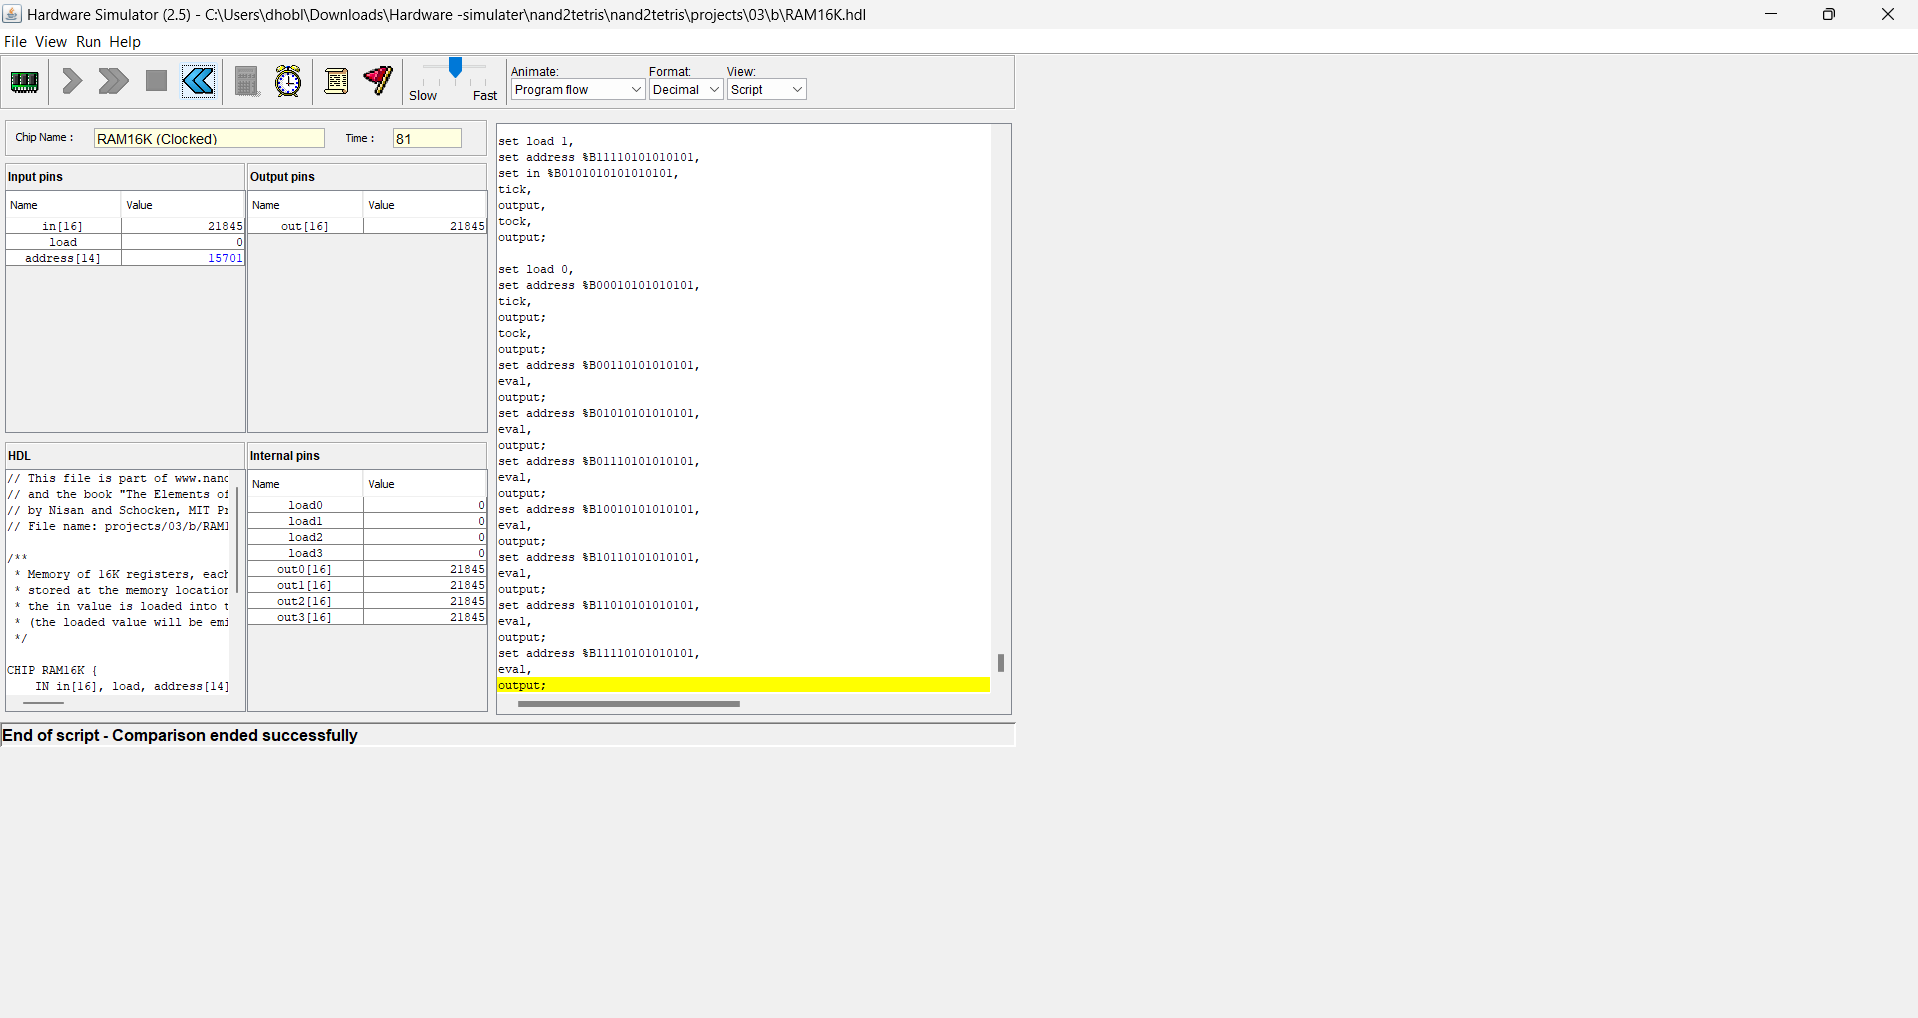 Hardware Simulator (2.5) - C:\Users\dhobl\Downloads\Hardware -simulater\nand2tetris\nand2tetris\projects\03\b\RAM16K.hdl
File View Run Help
Slow Fast
Animate: Format: View:
Program flow Decimal Script
Chip Name : RAM16K (Clocked) Time : 81
Input pins
Name Value
in[16] 21845
load 0
address[14] 15701
Output pins
Name Value
out[16] 21845
HDL
// This file is part of www.nand
// and the book "The Elements of
// by Nisan and Schocken, MIT Pr
// File name: projects/03/b/RAM1
/**
* Memory of 16K registers, each
* stored at the memory location
* the in value is loaded into t
* (the loaded value will be emi
*/
CHIP RAM16K {
IN in[16], load, address[14]
Internal pins
Name Value
load0 0
load1 0
load2 0
load3 0
out0[16] 21845
out1[16] 21845
out2[16] 21845
out3[16] 21845
set load 1,
set address %B11110101010101,
set in %B0101010101010101,
tick,
output,
tock,
output;
set load 0,
set address %B00010101010101,
tick,
output;
tock,
output;
set address %B00110101010101,
eval,
output;
set address %B01010101010101,
eval,
output;
set address %B01110101010101,
eval,
output;
set address %B10010101010101,
eval,
output;
set address %B10110101010101,
eval,
output;
set address %B11010101010101,
eval,
output;
set address %B11110101010101,
eval,
output;
End of script - Comparison ended successfully